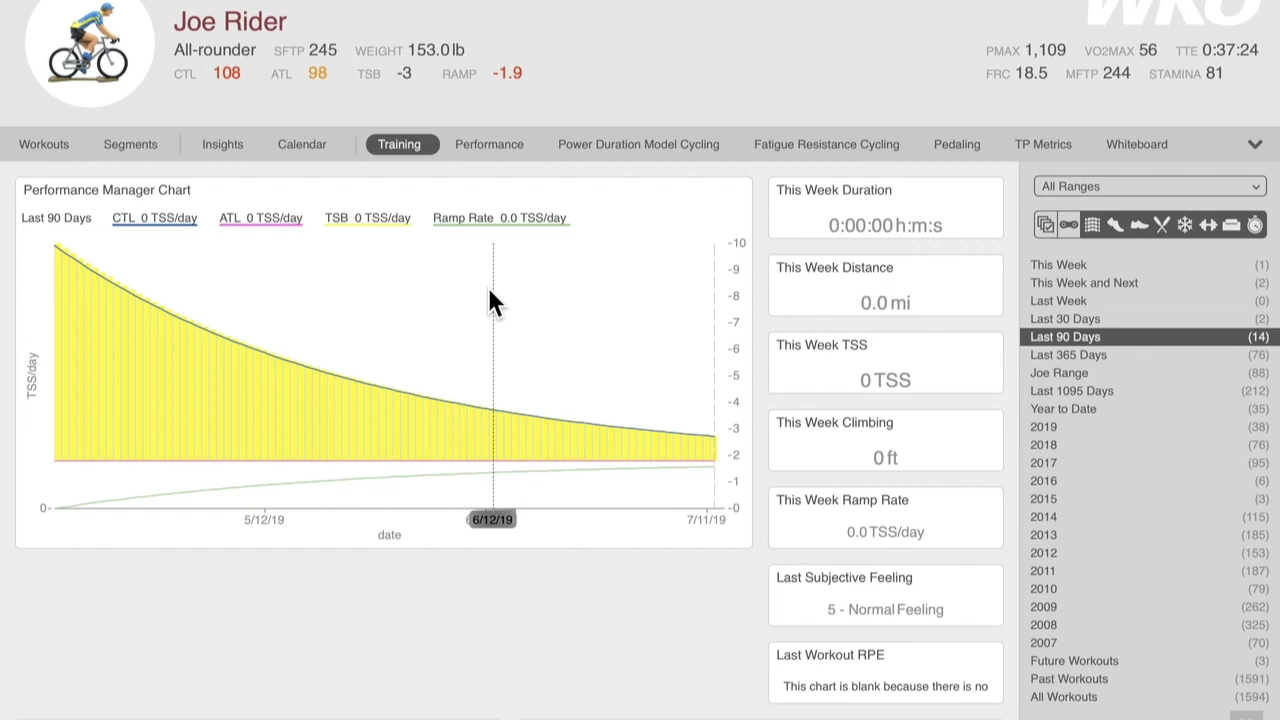 Joe Rider
WKO
All-rounder SFTP 245 WEIGHT 153.0 lb
PMAX 1,109 VO2MAX 56 TTE 0:37:24
CTL 108 ATL 98 TSB -3 RAMP -1.9
FRC 18.5 MFTP 244 STAMINA 81
Workouts Segments Insights Calendar Training Performance Power Duration Model Cycling Fatigue Resistance Cycling Pedaling TP Metrics Whiteboard
Performance Manager Chart
Last 90 Days CTL 0 TSS/day ATL 0 TSS/day TSB 0 TSS/day Ramp Rate 0.0 TSS/day
-10
-9
-8
-7
-6
-5
-4
-3
-2
-1
-0
TSS/day
0-
5/12/19 6/12/19 7/11/19
date
This Week Duration
0:00:00 h:m:s
This Week Distance
0.0 mi
This Week TSS
0 TSS
This Week Climbing
0 ft
This Week Ramp Rate
0.0 TSS/day
Last Subjective Feeling
5 - Normal Feeling
Last Workout RPE
This chart is blank because there is no
All Ranges
This Week (1)
This Week and Next (2)
Last Week (0)
Last 30 Days (2)
Last 90 Days (14)
Last 365 Days (76)
Joe Range (88)
Last 1095 Days (212)
Year to Date (35)
2019 (38)
2018 (76)
2017 (95)
2016 (6)
2015 (3)
2014 (115)
2013 (185)
2012 (153)
2011 (187)
2010 (79)
2009 (262)
2008 (325)
2007 (70)
Future Workouts (3)
Past Workouts (1591)
All Workouts (1594)